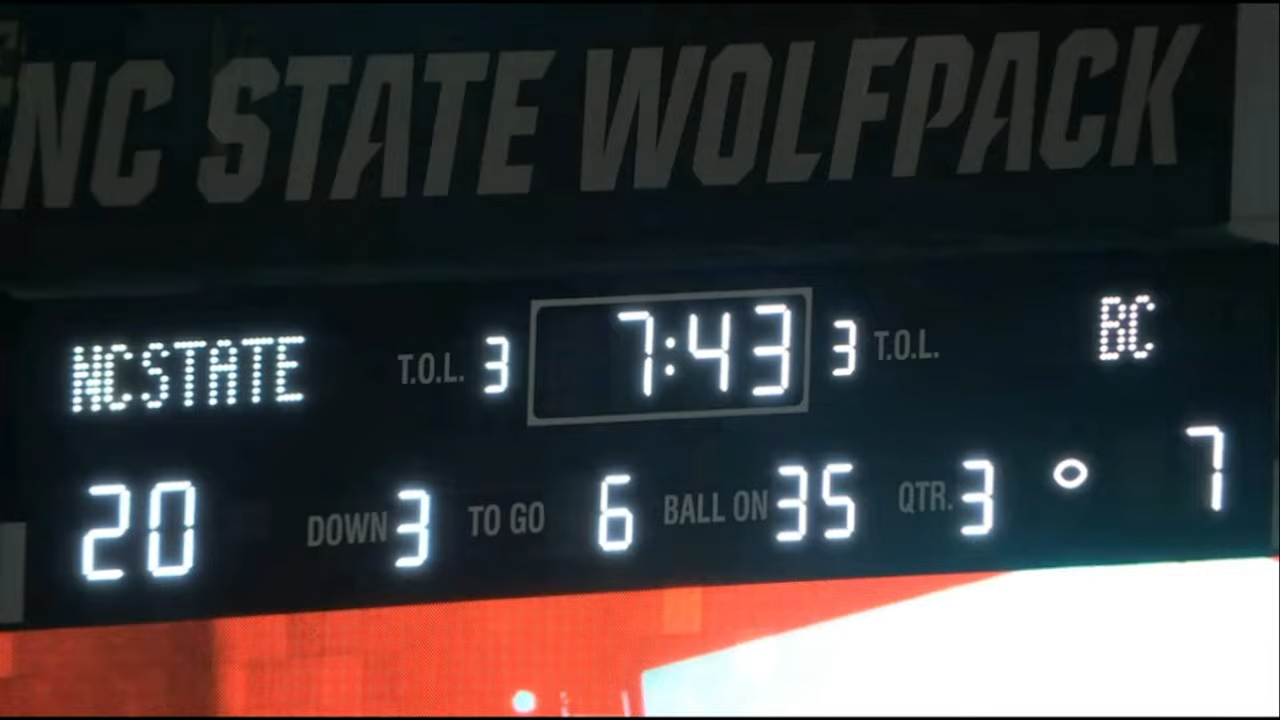 NC STATE WOLFPACK
NCSTATE T.O.L. 3 7:43 3 T.O.L. BC
20 DOWN 3 TO GO 6 BALL ON 35 QTR. 3 7